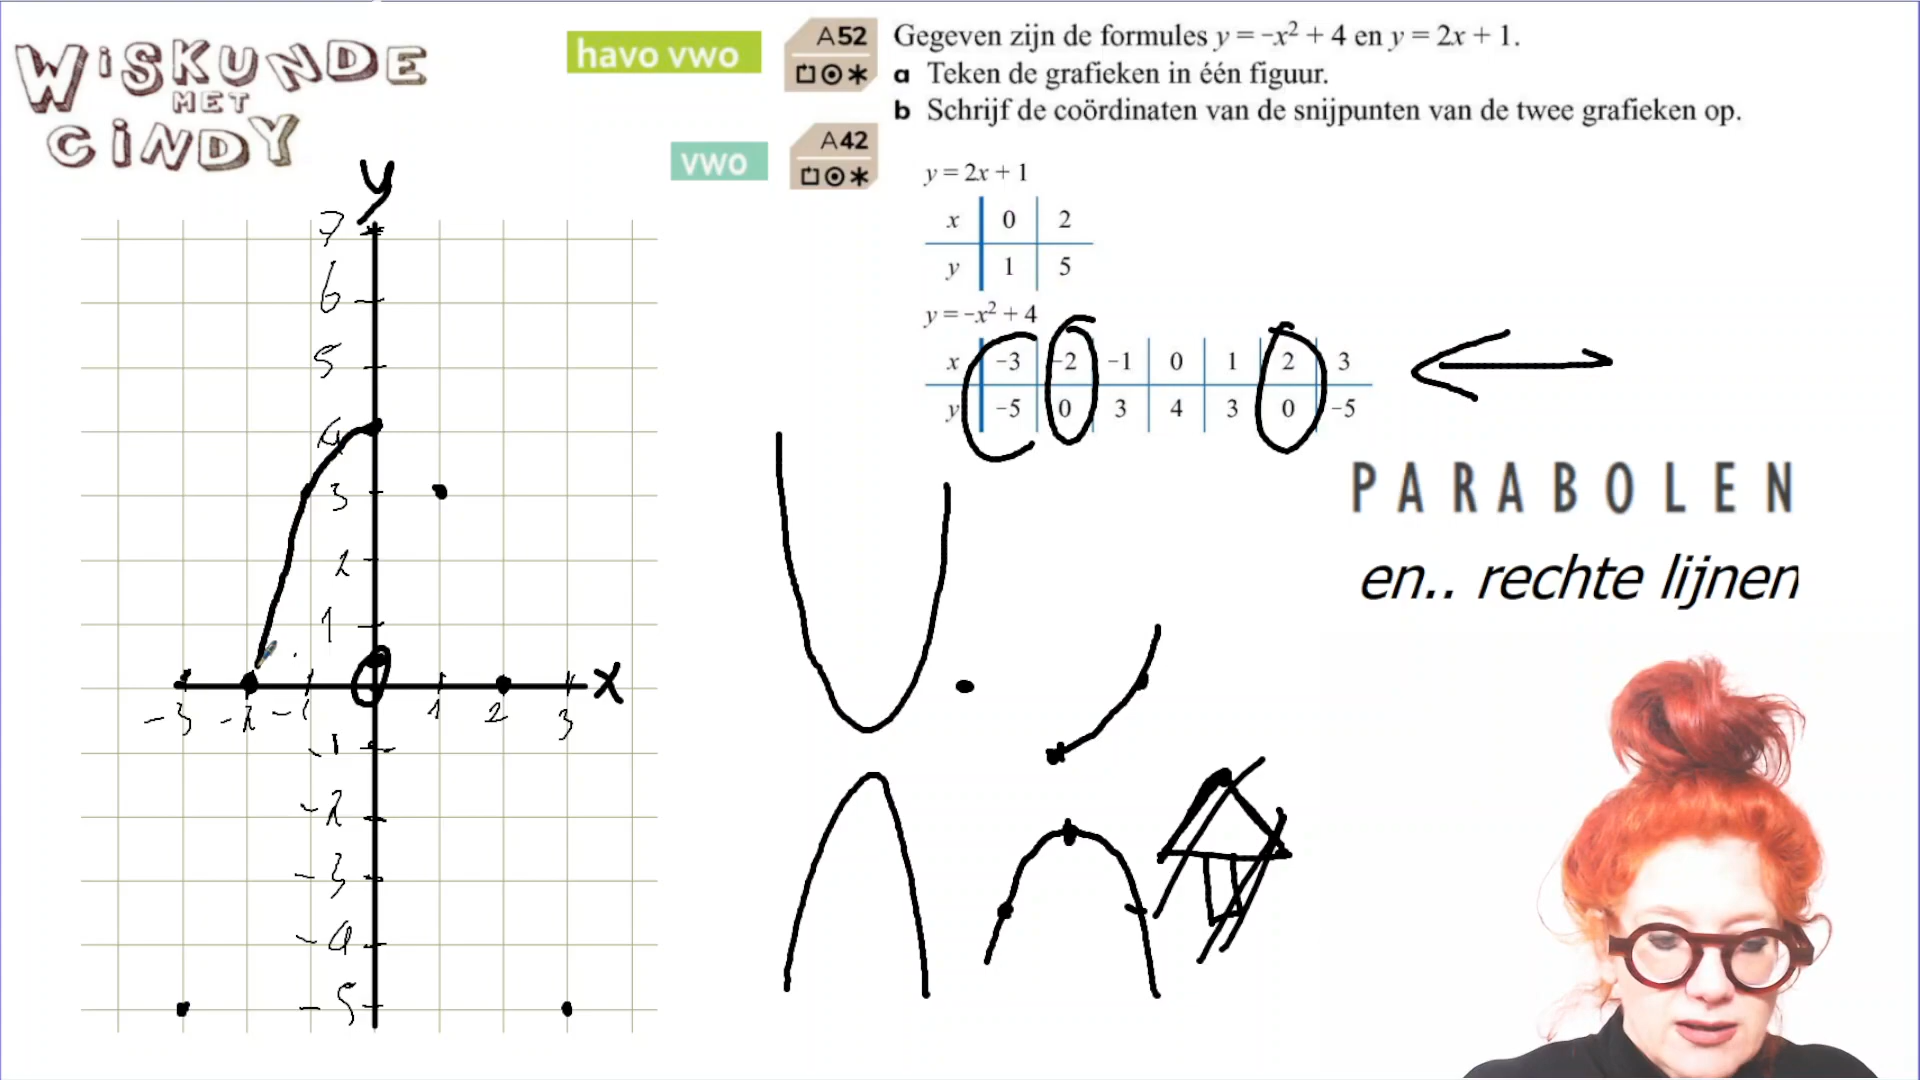 WiSKUNDE
MET
CiNDY
havo vwo
A52
Gegeven zijn de formules y = -x² + 4 en y = 2x + 1.
a Teken de grafieken in één figuur.
b Schrijf de coördinaten van de snijpunten van de twee grafieken op.
vwo
A42
y = 2x + 1
x 0 2
y 1 5
y = -x² + 4
x -3 -2 -1 0 1 2 3
y -5 0 3 4 3 0 -5
PARABOLEN
en.. rechte lijnen
y
7
6
5
4
3
2
1
0
x
-3 -2 -1 1 2 3
-1
-2
-3
-4
-5